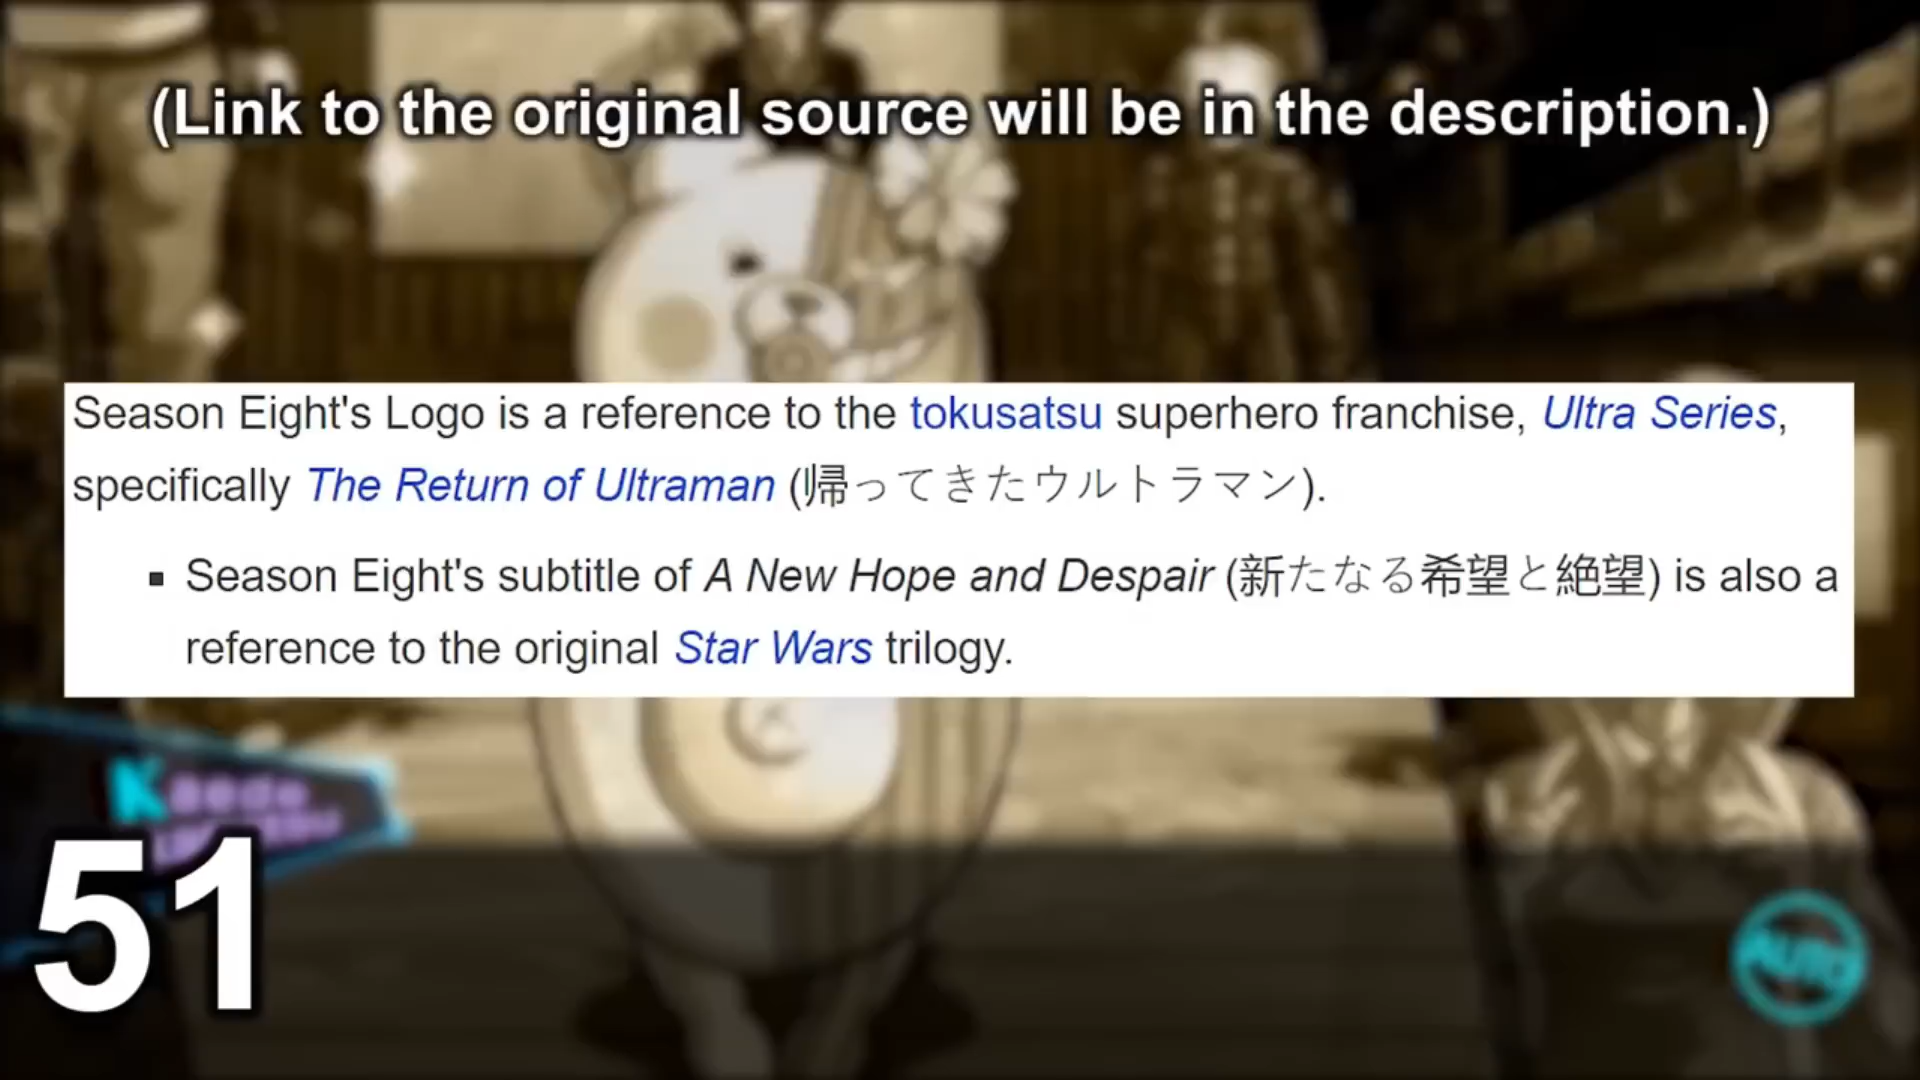 (Link to the original source will be in the description.)
Season Eight's Logo is a reference to the tokusatsu superhero franchise, Ultra Series,
specifically The Return of Ultraman (帰ってきたウルトラマン).
▪ Season Eight's subtitle of A New Hope and Despair (新たなる希望と絶望) is also a
reference to the original Star Wars trilogy.
Kaede
51
AUTO